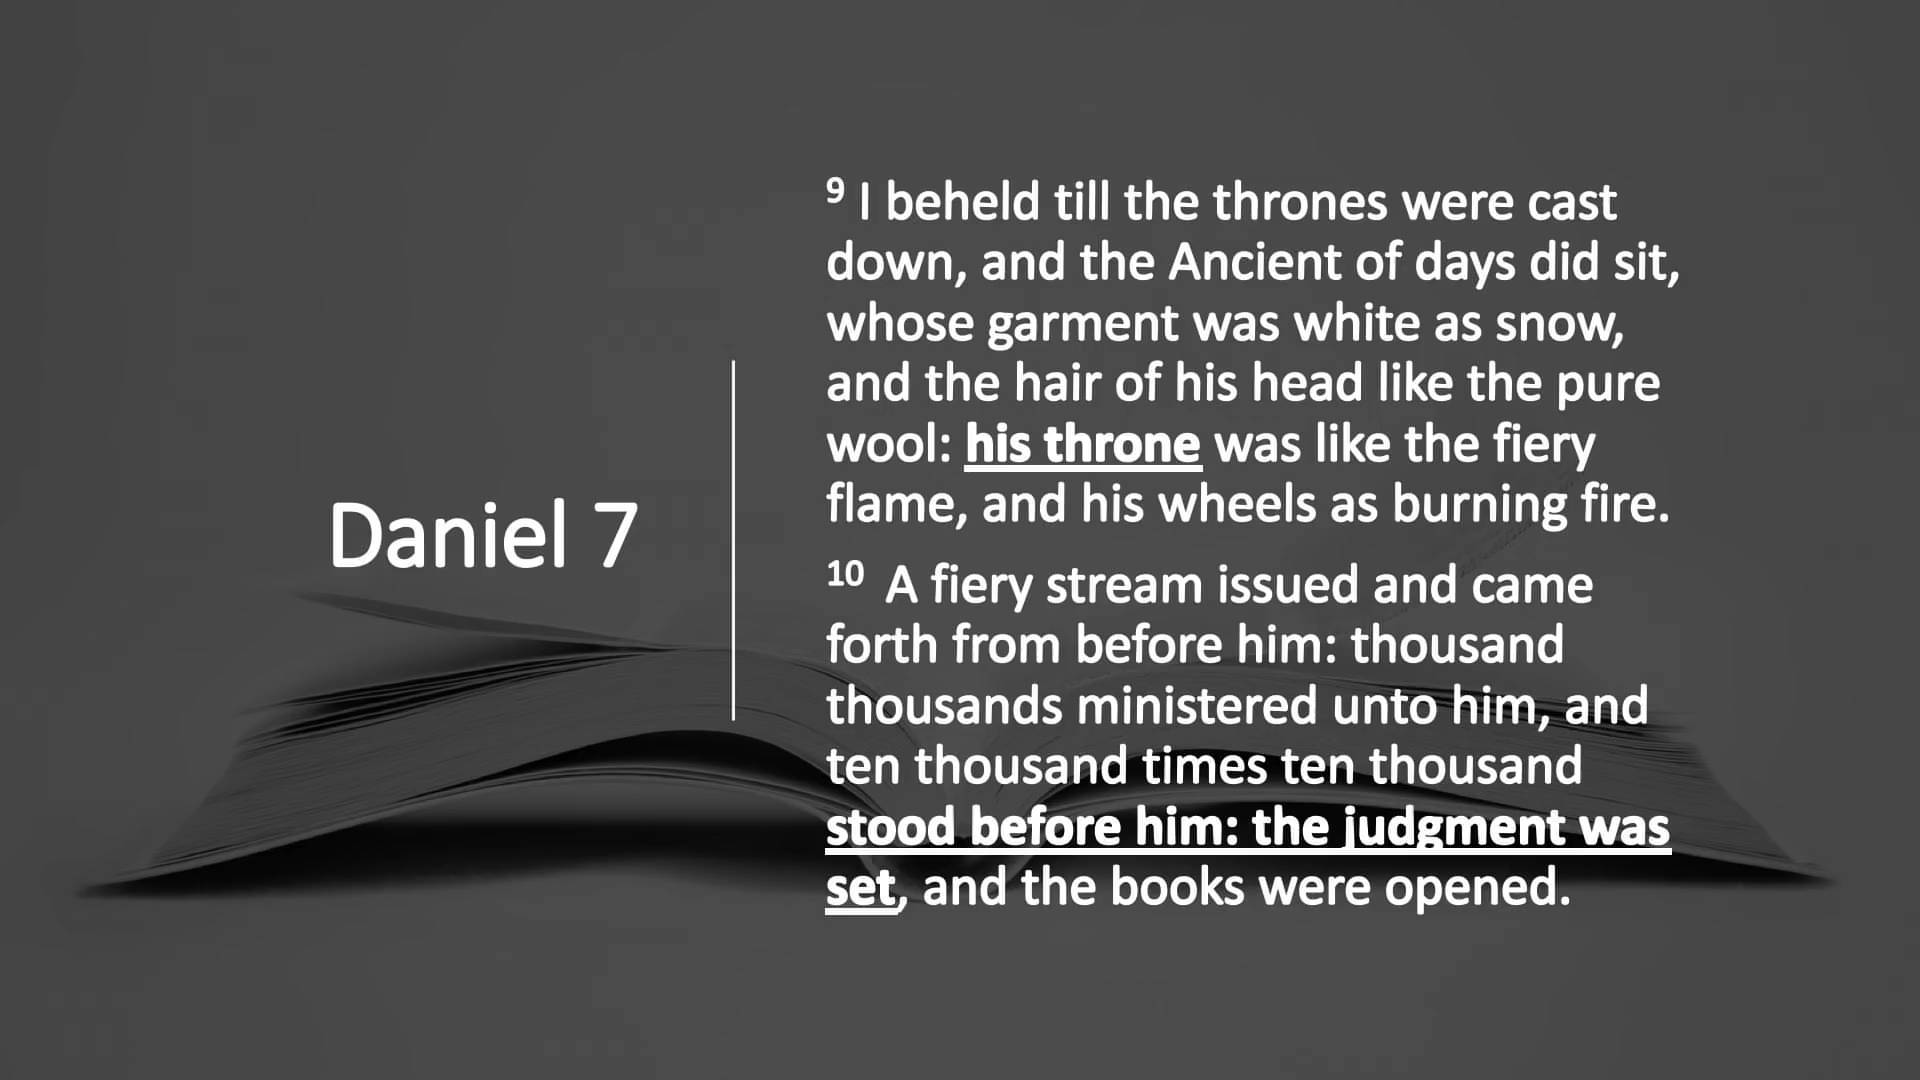 Daniel 7
9 I beheld till the thrones were cast
down, and the Ancient of days did sit,
whose garment was white as snow,
and the hair of his head like the pure
wool: his throne was like the fiery
flame, and his wheels as burning fire.
10 A fiery stream issued and came
forth from before him: thousand
thousands ministered unto him, and
ten thousand times ten thousand
stood before him: the judgment was
set, and the books were opened.